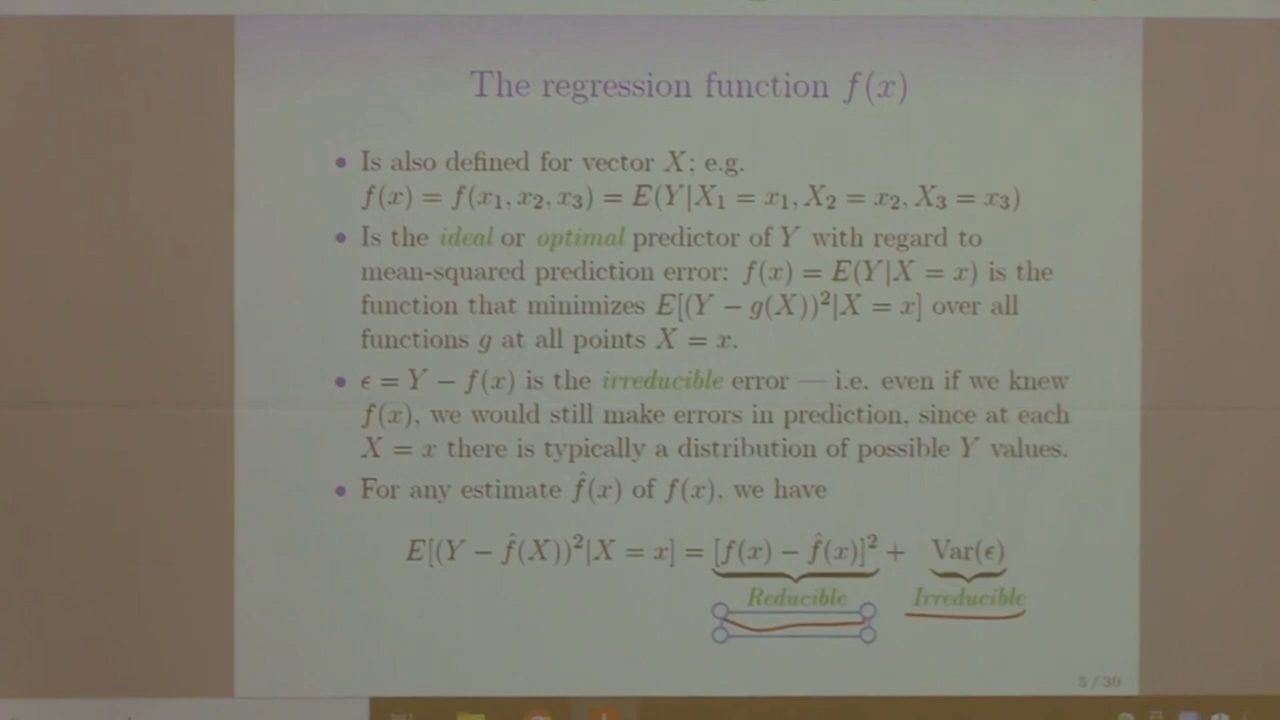 The regression function f(x)
• Is also defined for vector X; e.g.
f(x) = f(x₁, x₂, x₃) = E(Y|X₁ = x₁, X₂ = x₂, X₃ = x₃)
• Is the ideal or optimal predictor of Y with regard to
mean-squared prediction error: f(x) = E(Y|X = x) is the
function that minimizes E[(Y − g(X))²|X = x] over all
functions g at all points X = x.
• ϵ = Y − f(x) is the irreducible error — i.e. even if we knew
f(x), we would still make errors in prediction, since at each
X = x there is typically a distribution of possible Y values.
• For any estimate f̂(x) of f(x), we have
E[(Y − f̂(X))²|X = x] = [f(x) − f̂(x)]² + Var(ϵ)
Reducible Irreducible
5 / 30